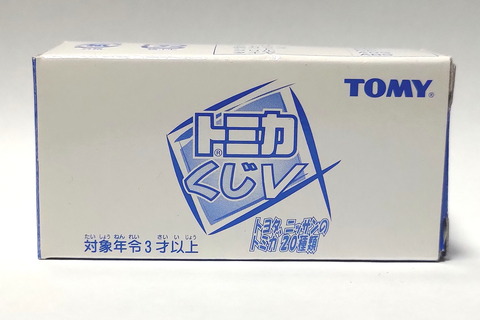 TOMY®
トミカ®
くじV
トヨタ、ニッサンの
トミカ 20種類
たいしょうねんれい さいいじょう
対象年令3才以上